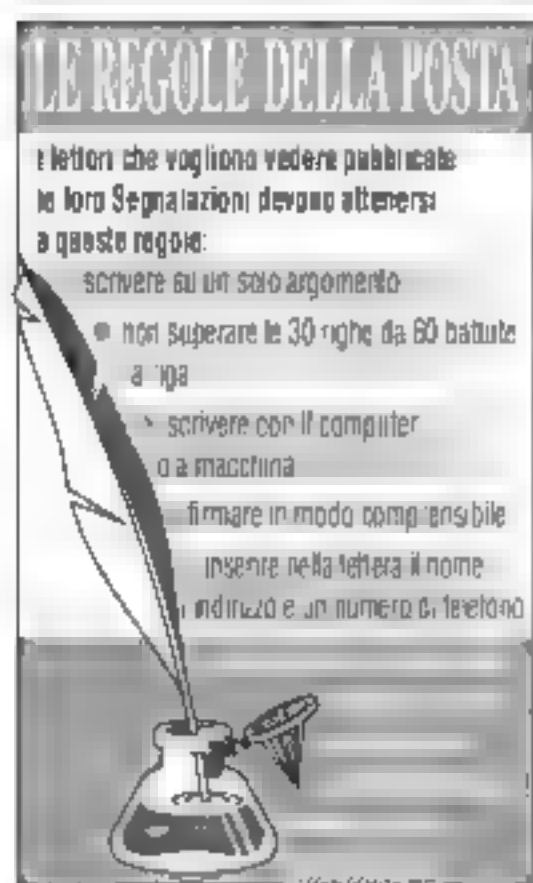 LE REGOLE DELLA POSTA
I lettori che vogliono vedere pubblicate
le loro Segnalazioni devono attenersi
a queste regole:
scrivere su un solo argomento
● non superare le 30 righe da 60 battute
a riga
scrivere con il computer
o a macchina
firmare in modo comprensibile
inserire nella lettera il nome
indirizzo e un numero di telefono